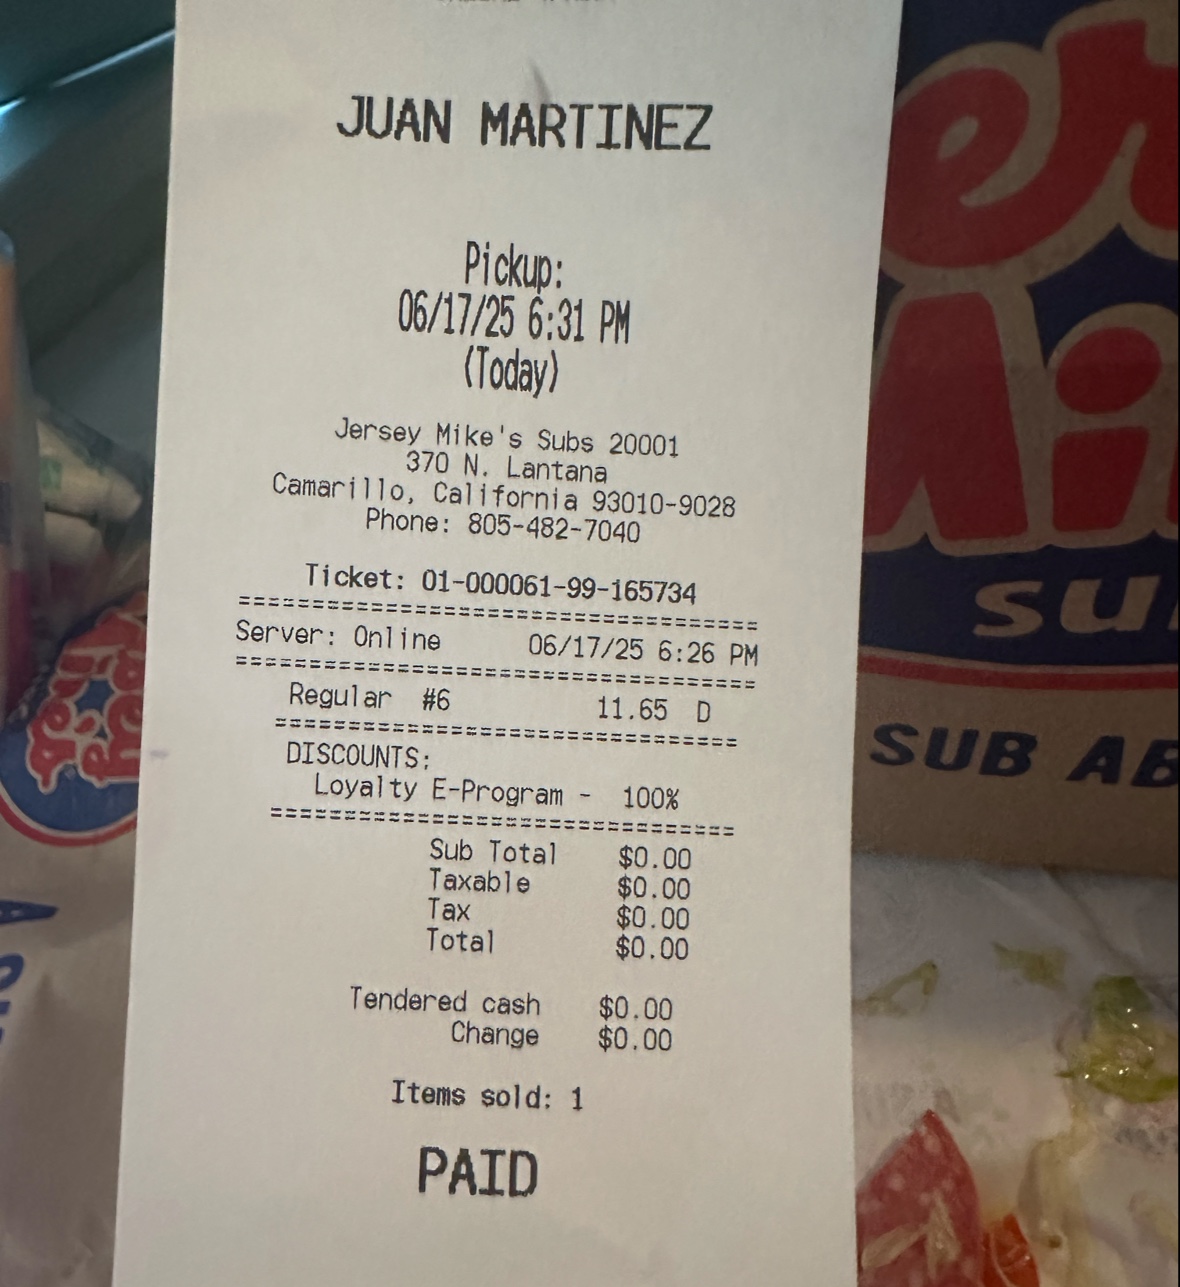 JUAN MARTINEZ
Pickup:
06/17/25 6:31 PM
(Today)
Jersey Mike's Subs 20001
370 N. Lantana
Camarillo, California 93010-9028
Phone: 805-482-7040
Ticket: 01-000061-99-165734
===================================
Server: Online 06/17/25 6:26 PM
===================================
Regular #6 11.65 D
===============================
DISCOUNTS:
Loyalty E-Program - 100%
===============================
Sub Total $0.00
Taxable $0.00
Tax $0.00
Total $0.00
Tendered cash $0.00
Change $0.00
Items sold: 1
PAID
SUB AB